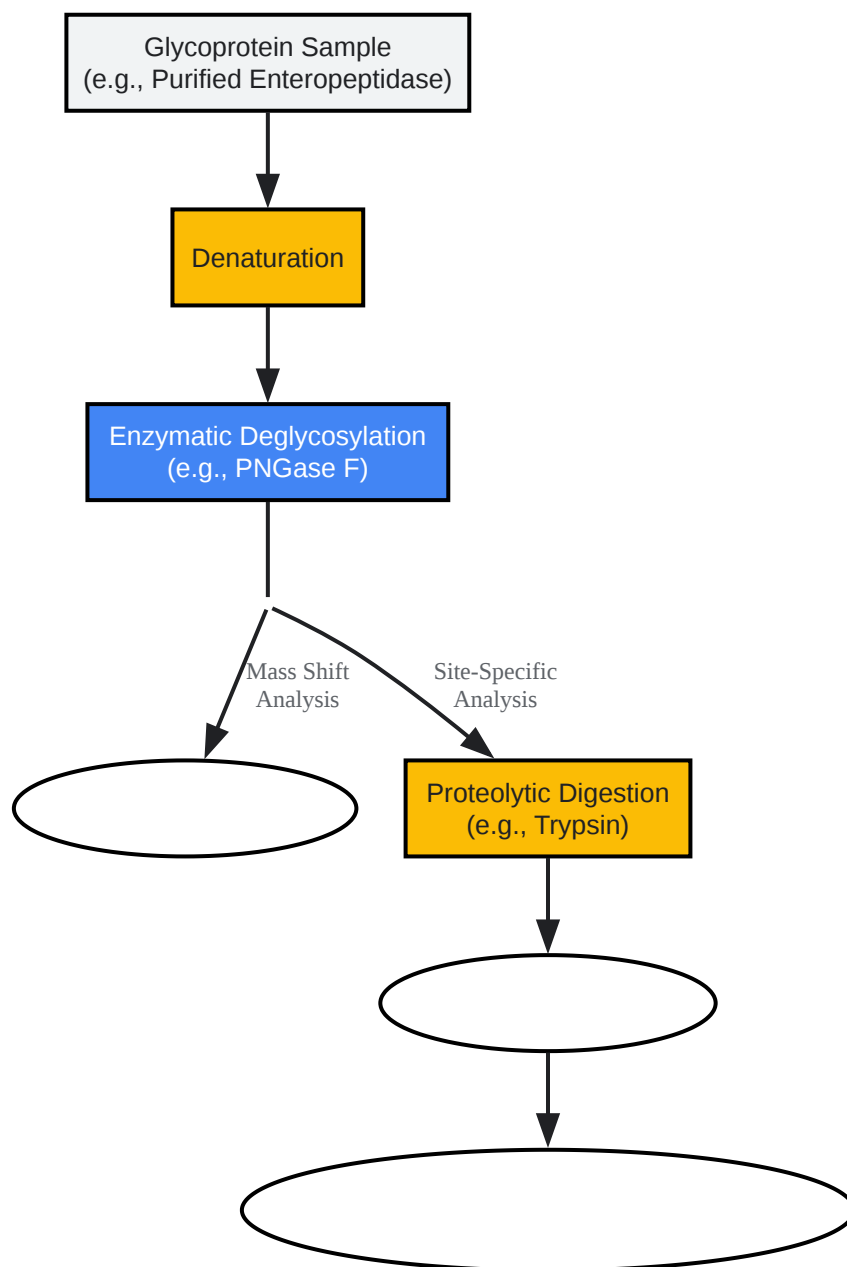 Glycoprotein Sample
(e.g., Purified Enteropeptidase)
Denaturation
Enzymatic Deglycosylation
(e.g., PNGase F)
Mass Shift
Analysis
Site-Specific
Analysis
Proteolytic Digestion
(e.g., Trypsin)